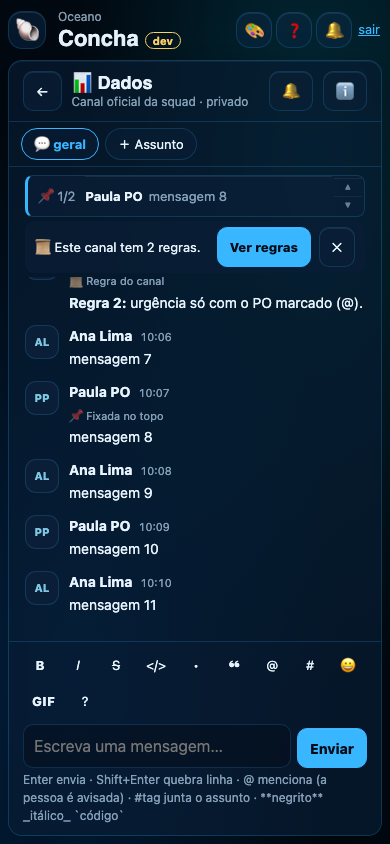 Oceano
Concha dev
sair
Dados
Canal oficial da squad · privado
geral
+ Assunto
1/2 Paula PO mensagem 8
Este canal tem 2 regras. Ver regras ✕
Regra do canal
Regra 2: urgência só com o PO marcado (@).
AL Ana Lima 10:06
mensagem 7
PP Paula PO 10:07
Fixada no topo
mensagem 8
AL Ana Lima 10:08
mensagem 9
PP Paula PO 10:09
mensagem 10
AL Ana Lima 10:10
mensagem 11
B I S </> • ❝ @ #
GIF ?
Escreva uma mensagem... Enviar
Enter envia · Shift+Enter quebra linha · @ menciona (a
pessoa é avisada) · #tag junta o assunto · **negrito**
_itálico_ `código`